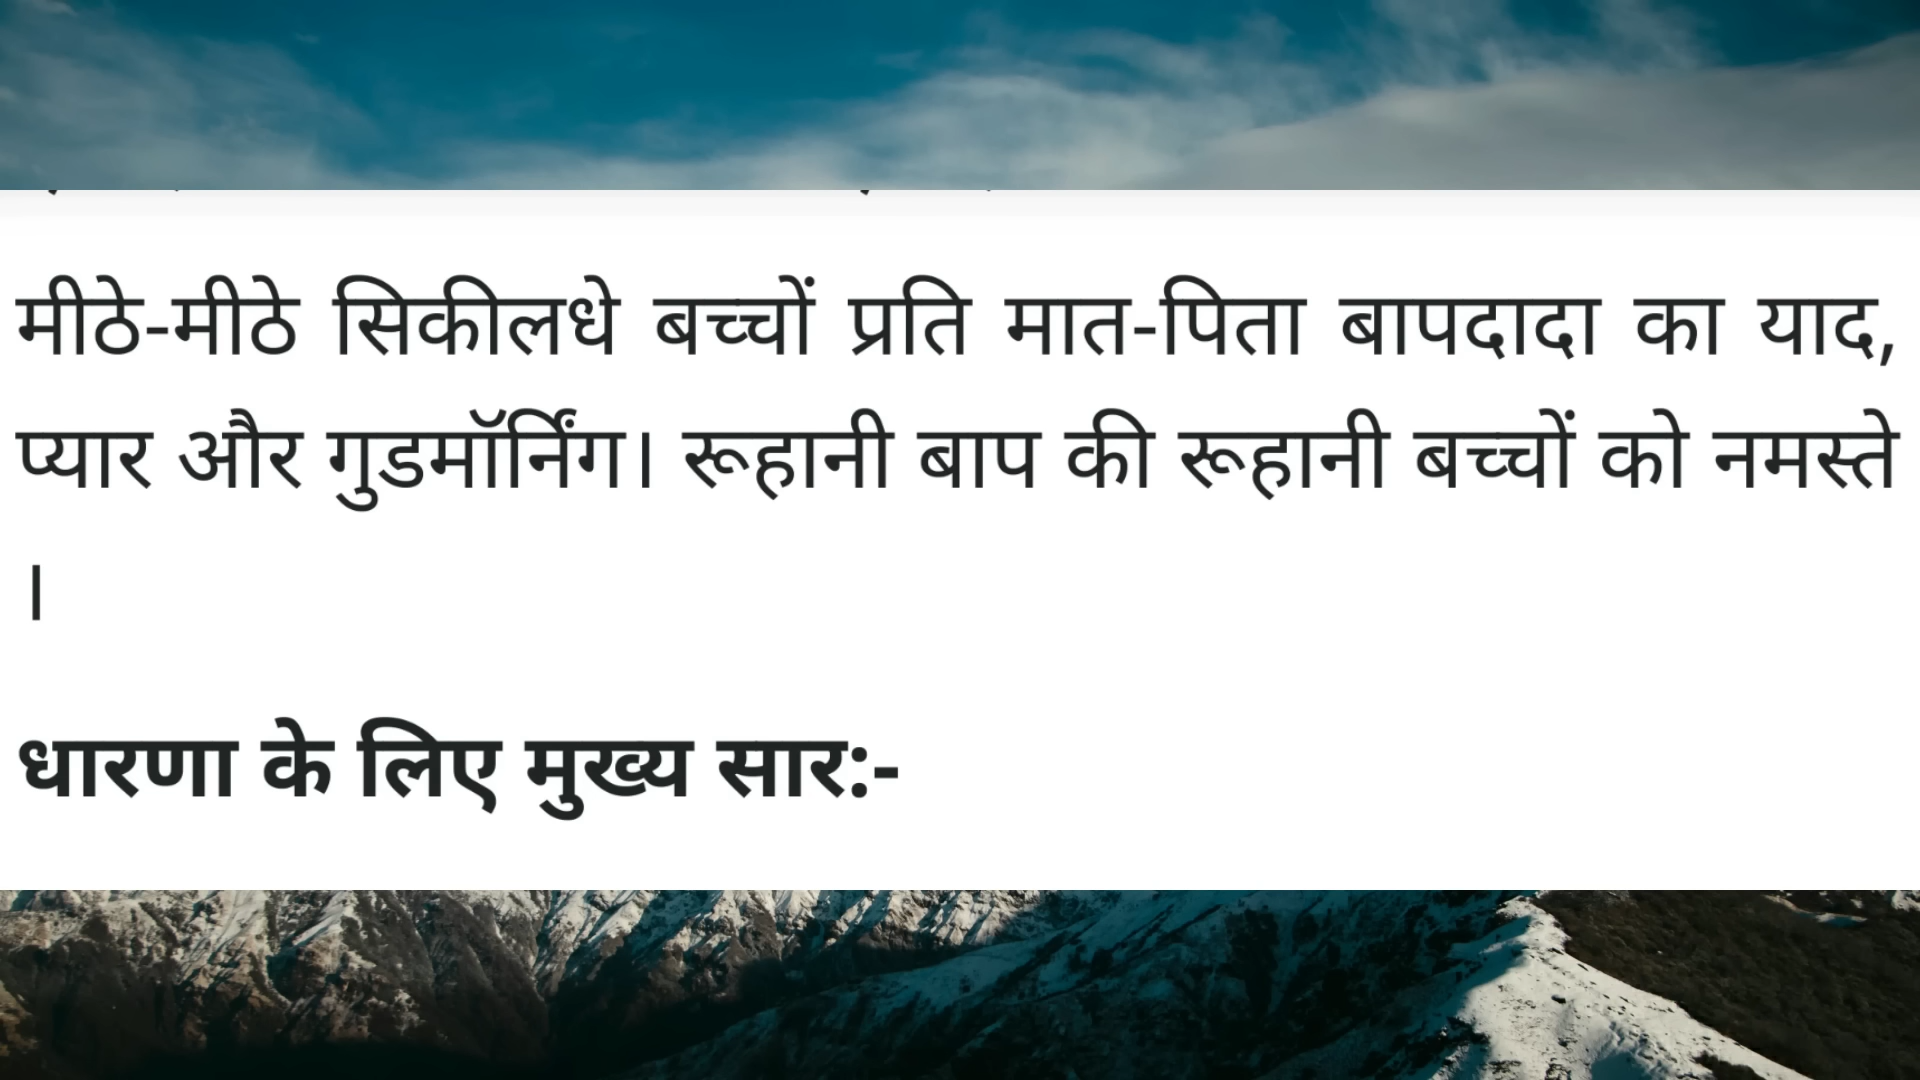 मीठे-मीठे सिकीलधे बच्चों प्रति मात-पिता बापदादा का याद,
प्यार और गुडमॉर्निंग। रूहानी बाप की रूहानी बच्चों को नमस्ते
।
धारणा के लिए मुख्य सार:-